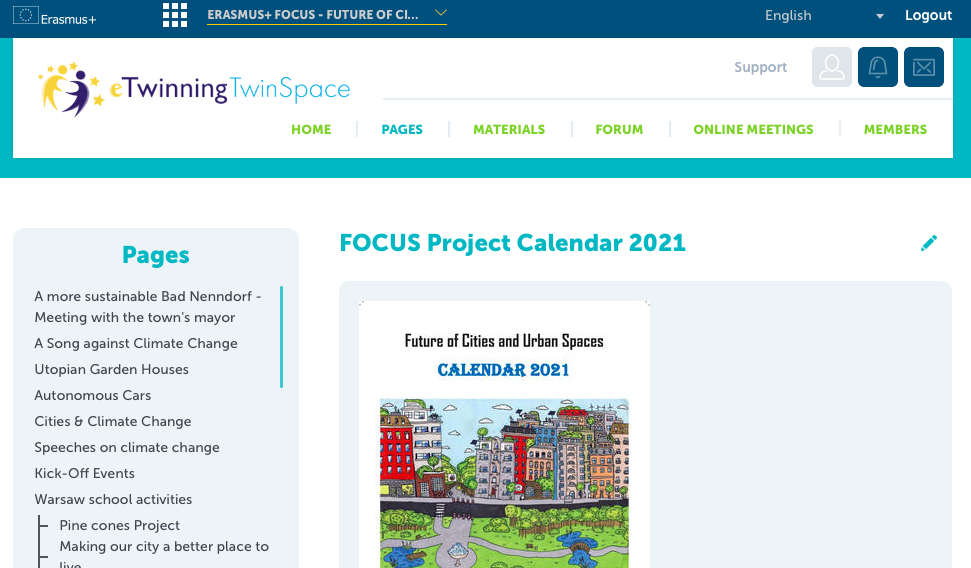 Erasmus+
ERASMUS+ FOCUS - FUTURE OF CI...
English
Logout
eTwinningTwinSpace
Support
HOME
PAGES
MATERIALS
FORUM
ONLINE MEETINGS
MEMBERS
Pages
A more sustainable Bad Nenndorf -
Meeting with the town's mayor
A Song against Climate Change
Utopian Garden Houses
Autonomous Cars
Cities & Climate Change
Speeches on climate change
Kick-Off Events
Warsaw school activities
Pine cones Project
Making our city a better place to
live
FOCUS Project Calendar 2021
Future of Cities and Urban Spaces
CALENDAR 2021